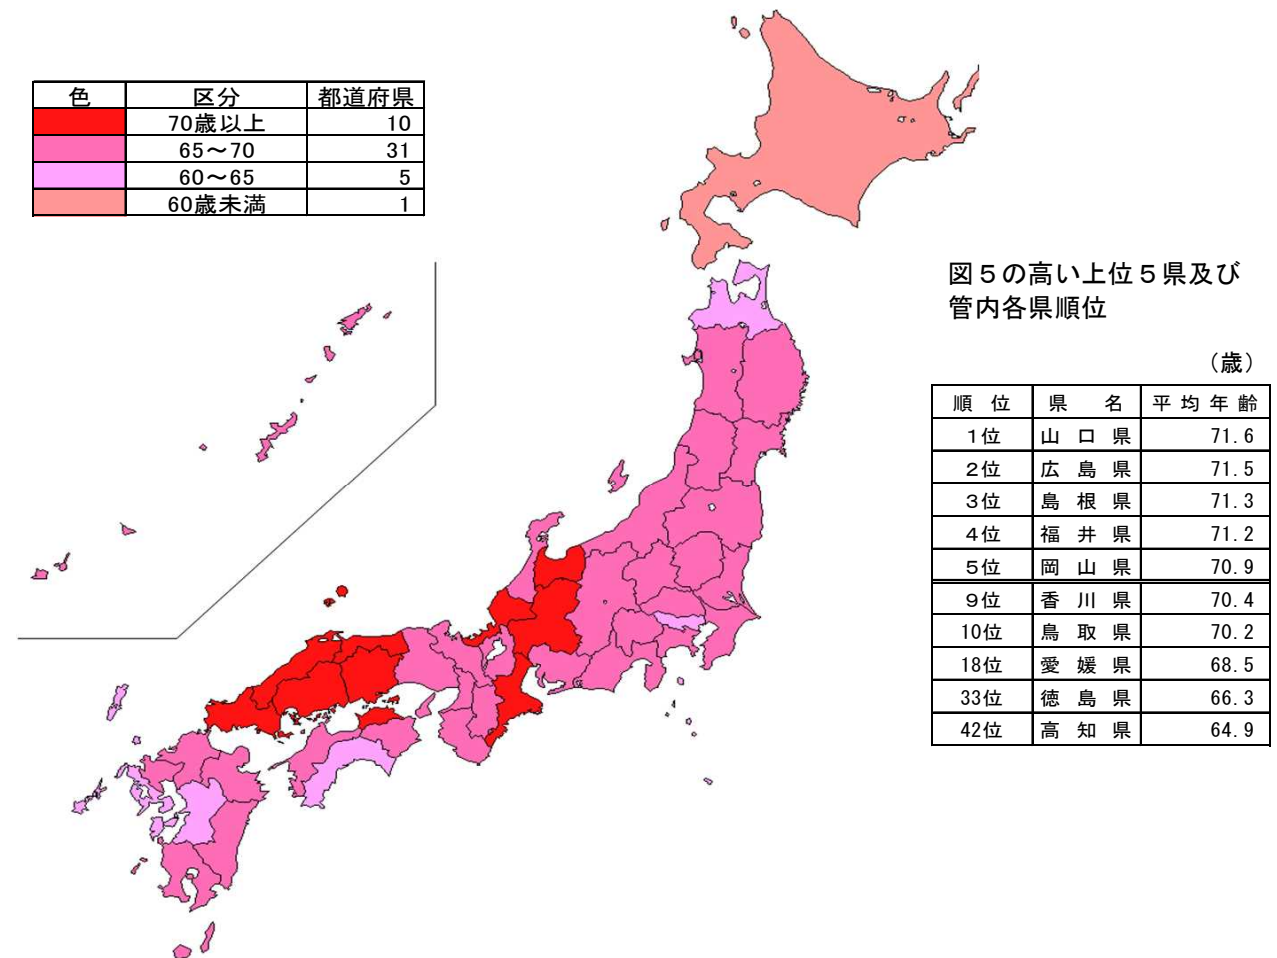 色 区分 都道府県
70歳以上 10
65～70 31
60～65 5
60歳未満 1
図５の高い上位５県及び
管内各県順位
（歳）
順位 県名 平均年齢
1位 山口県 71.6
2位 広島県 71.5
3位 島根県 71.3
4位 福井県 71.2
5位 岡山県 70.9
9位 香川県 70.4
10位 鳥取県 70.2
18位 愛媛県 68.5
33位 徳島県 66.3
42位 高知県 64.9